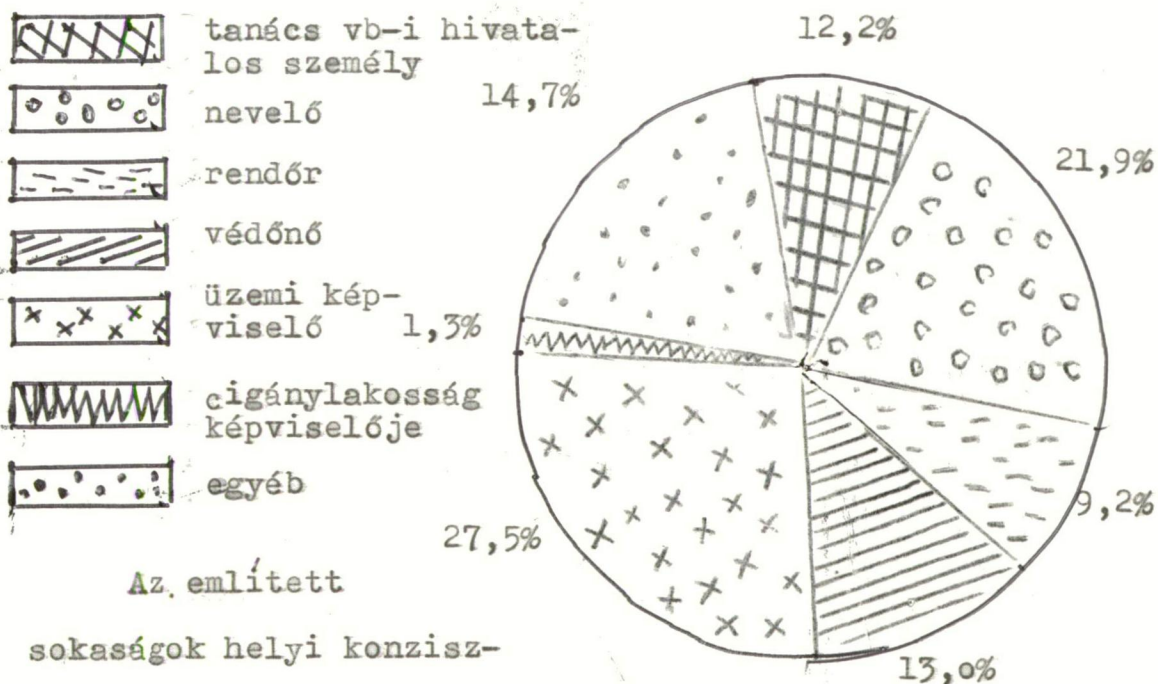 tanács vb-i hivata-
los személy
nevelő
rendőr
védőnő
üzemi kép-
viselő
cigánylakosság
képviselője
egyéb
12,2%
14,7%
21,9%
1,3%
9,2%
27,5%
13,0%
Az említett
sokaságok helyi konzisz-